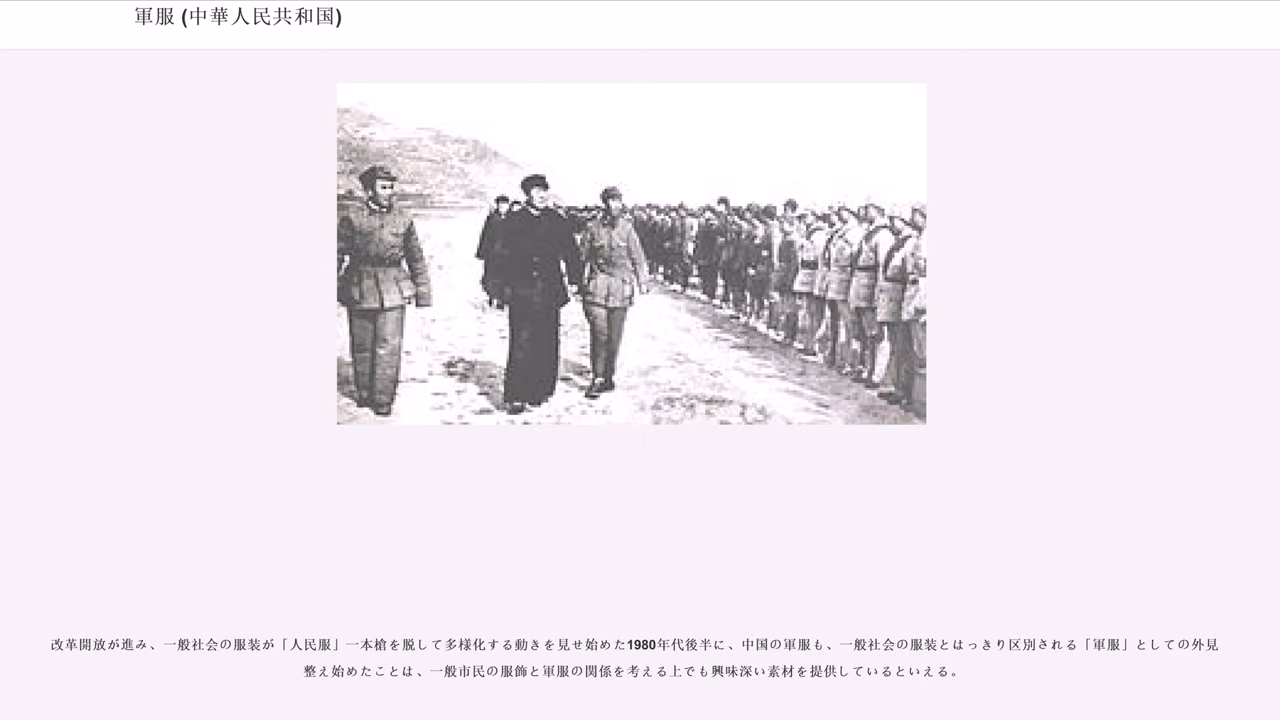 軍服 (中華人民共和国)
改革開放が進み、一般社会の服装が「人民服」一本槍を脱して多様化する動きを見せ始めた1980年代後半に、中国の軍服も、一般社会の服装とはっきり区別される「軍服」としての外見
整え始めたことは、一般市民の服飾と軍服の関係を考える上でも興味深い素材を提供しているといえる。